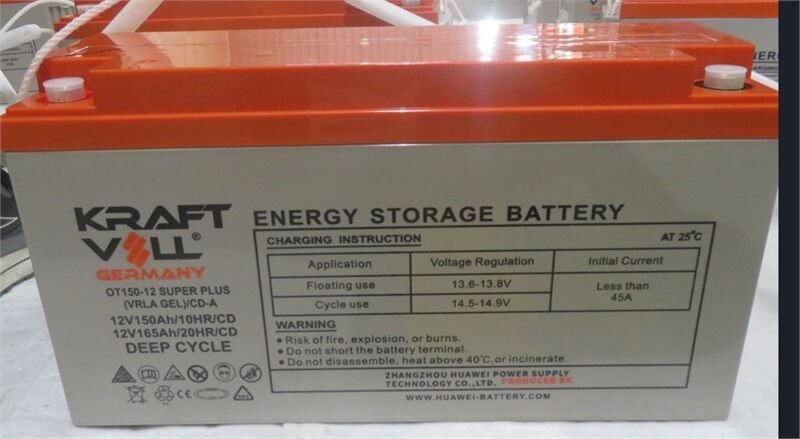 KRAFT
VOLL®
GERMANY
OT150-12 SUPER PLUS
(VRLA GEL)/CD-A
12V150Ah/10HR/CD
12V165Ah/20HR/CD
DEEP CYCLE
ENERGY STORAGE BATTERY
CHARGING INSTRUCTION AT 25°C
Application Voltage Regulation Initial Current
Floating use 13.6-13.8V Less than
Cycle use 14.5-14.9V 45A
WARNING
• Risk of fire, explosion, or burns.
• Do not short the battery terminal.
• Do not disassemble, heat above 40°C, or incinerate.
ZHANGZHOU HUAWEI POWER SUPPLY
TECHNOLOGY CO.,LTD. PRODUCED BY.
WWW.HUAWEI-BATTERY.COM